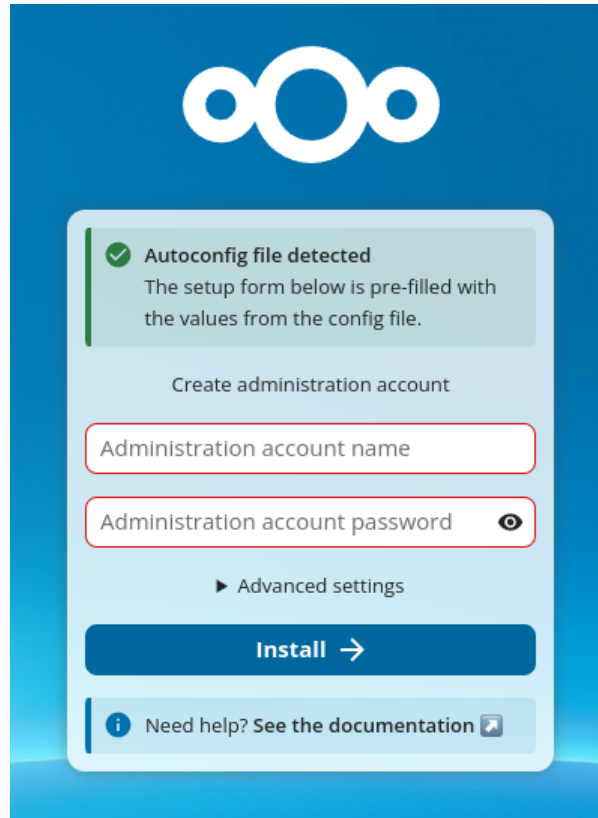 Autoconfig file detected
The setup form below is pre-filled with
the values from the config file.
Create administration account
Administration account name
Administration account password
Advanced settings
Install
Need help? See the documentation